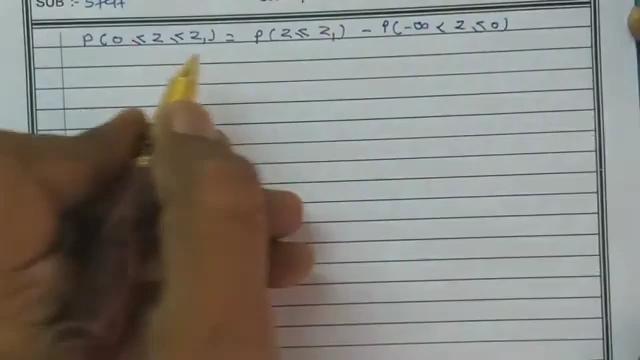 SUB :- Stat
P(0 ≤ Z ≤ Z₁) = P(Z ≤ Z₁) - P(-∞ < Z ≤ 0)